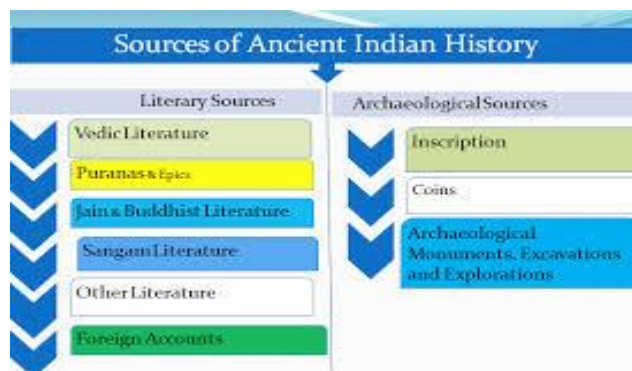 Sources of Ancient Indian History
Literary Sources
Vedic Literature
Puranas & Epics
Jain & Buddhist Literature
Sangam Literature
Other Literature
Foreign Accounts
Archaeological Sources
Inscription
Coins
Archaeological
Monuments, Excavations
and Explorations